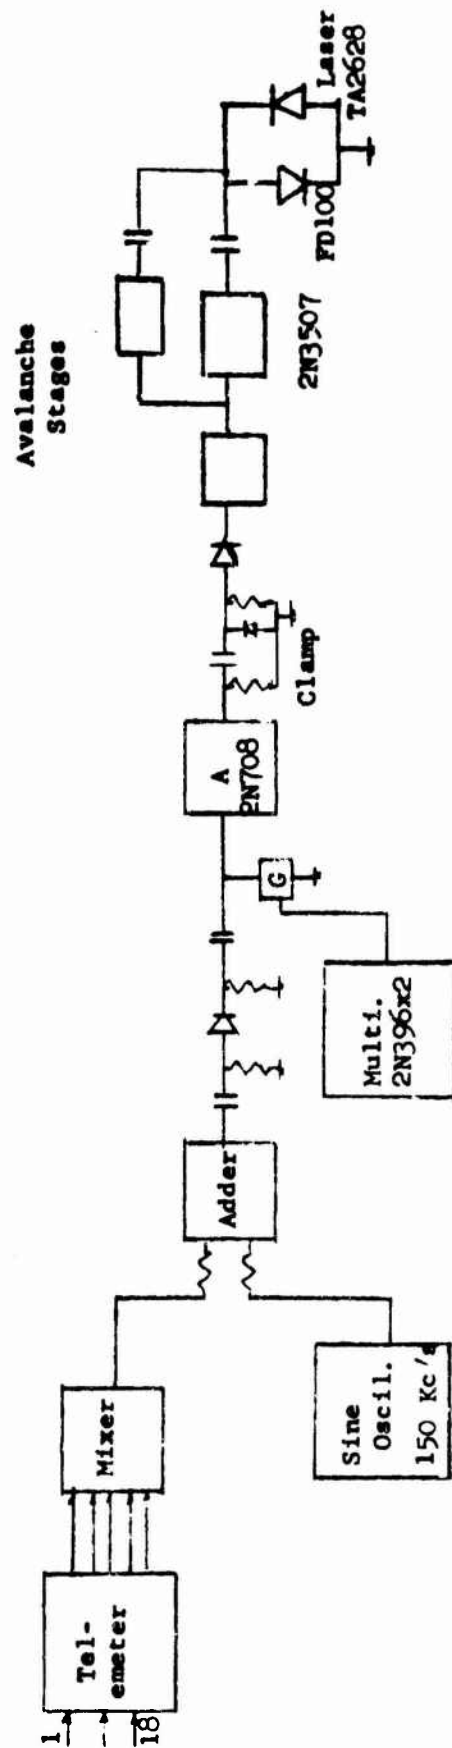 1
18
Tel-
emeter
Mixer
Sine
Oscil.
150 Kc's
Adder
Multi.
2N396x2
G
A
2N708
Clamp
Avalanche
Stages
2N3507
FD100
Laser
TA2628